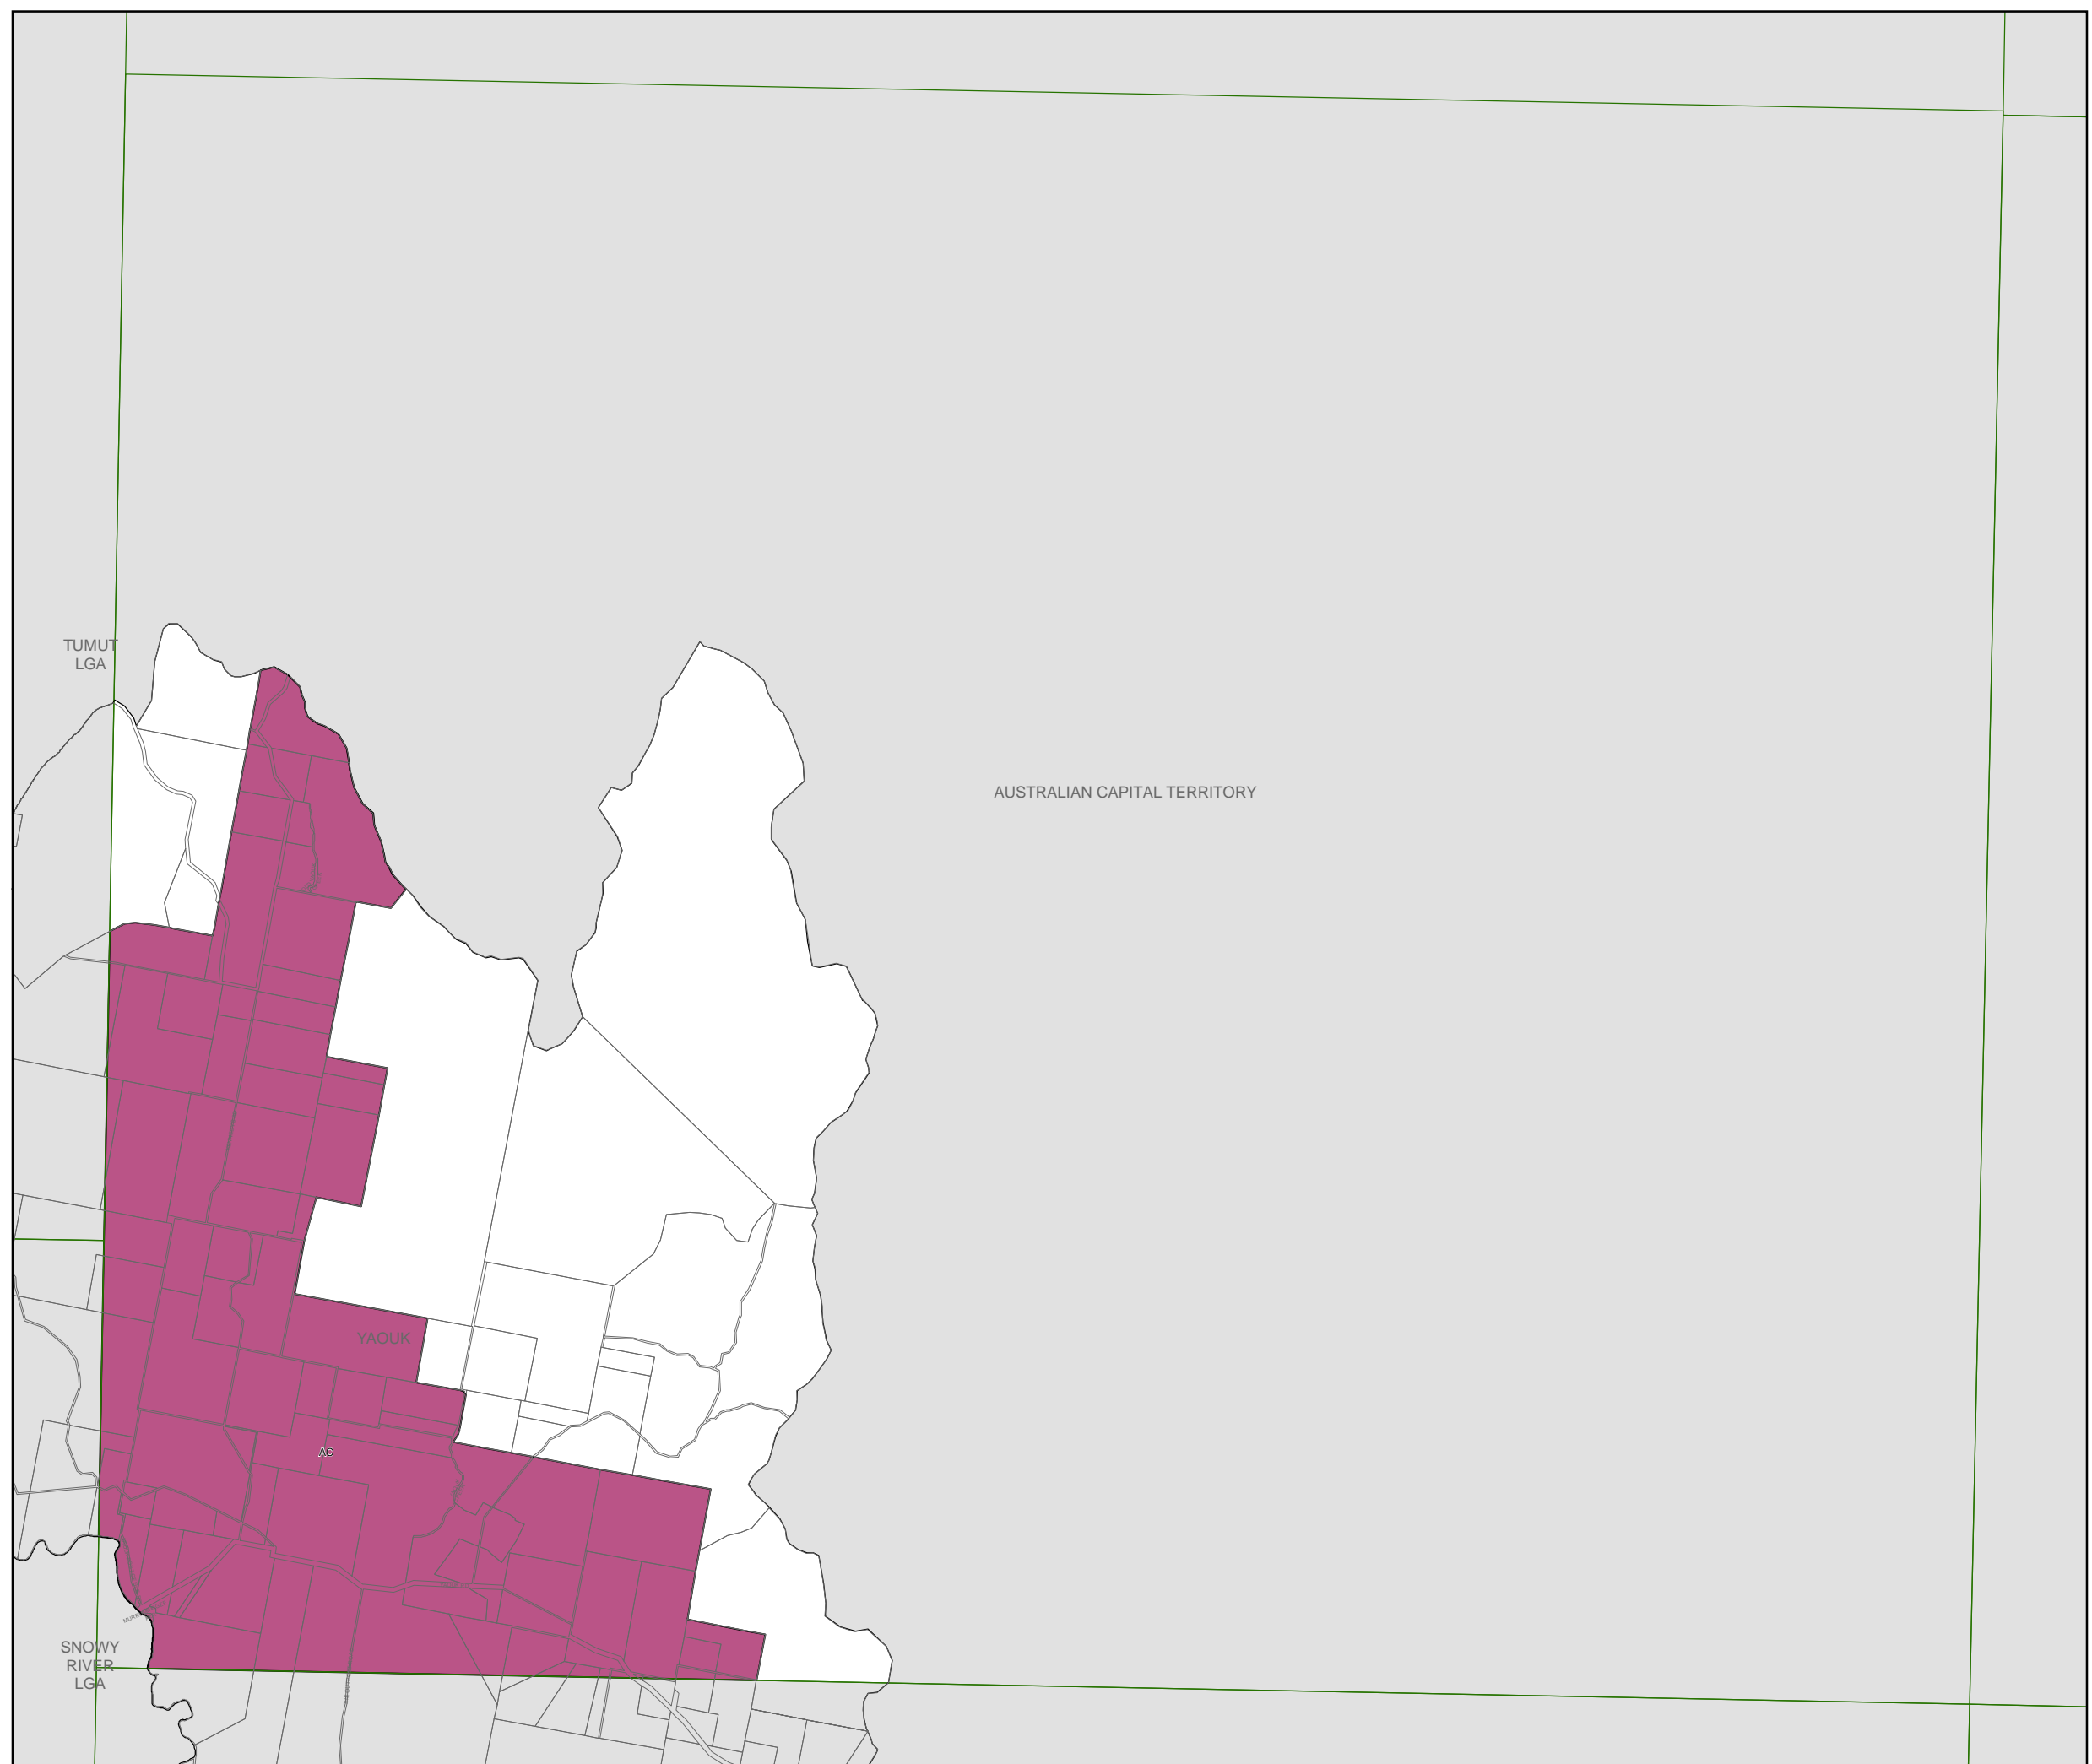 TUMUT
LGA
AUSTRALIAN CAPITAL TERRITORY
YAOUK
AC
SNOWY
RIVER
LGA